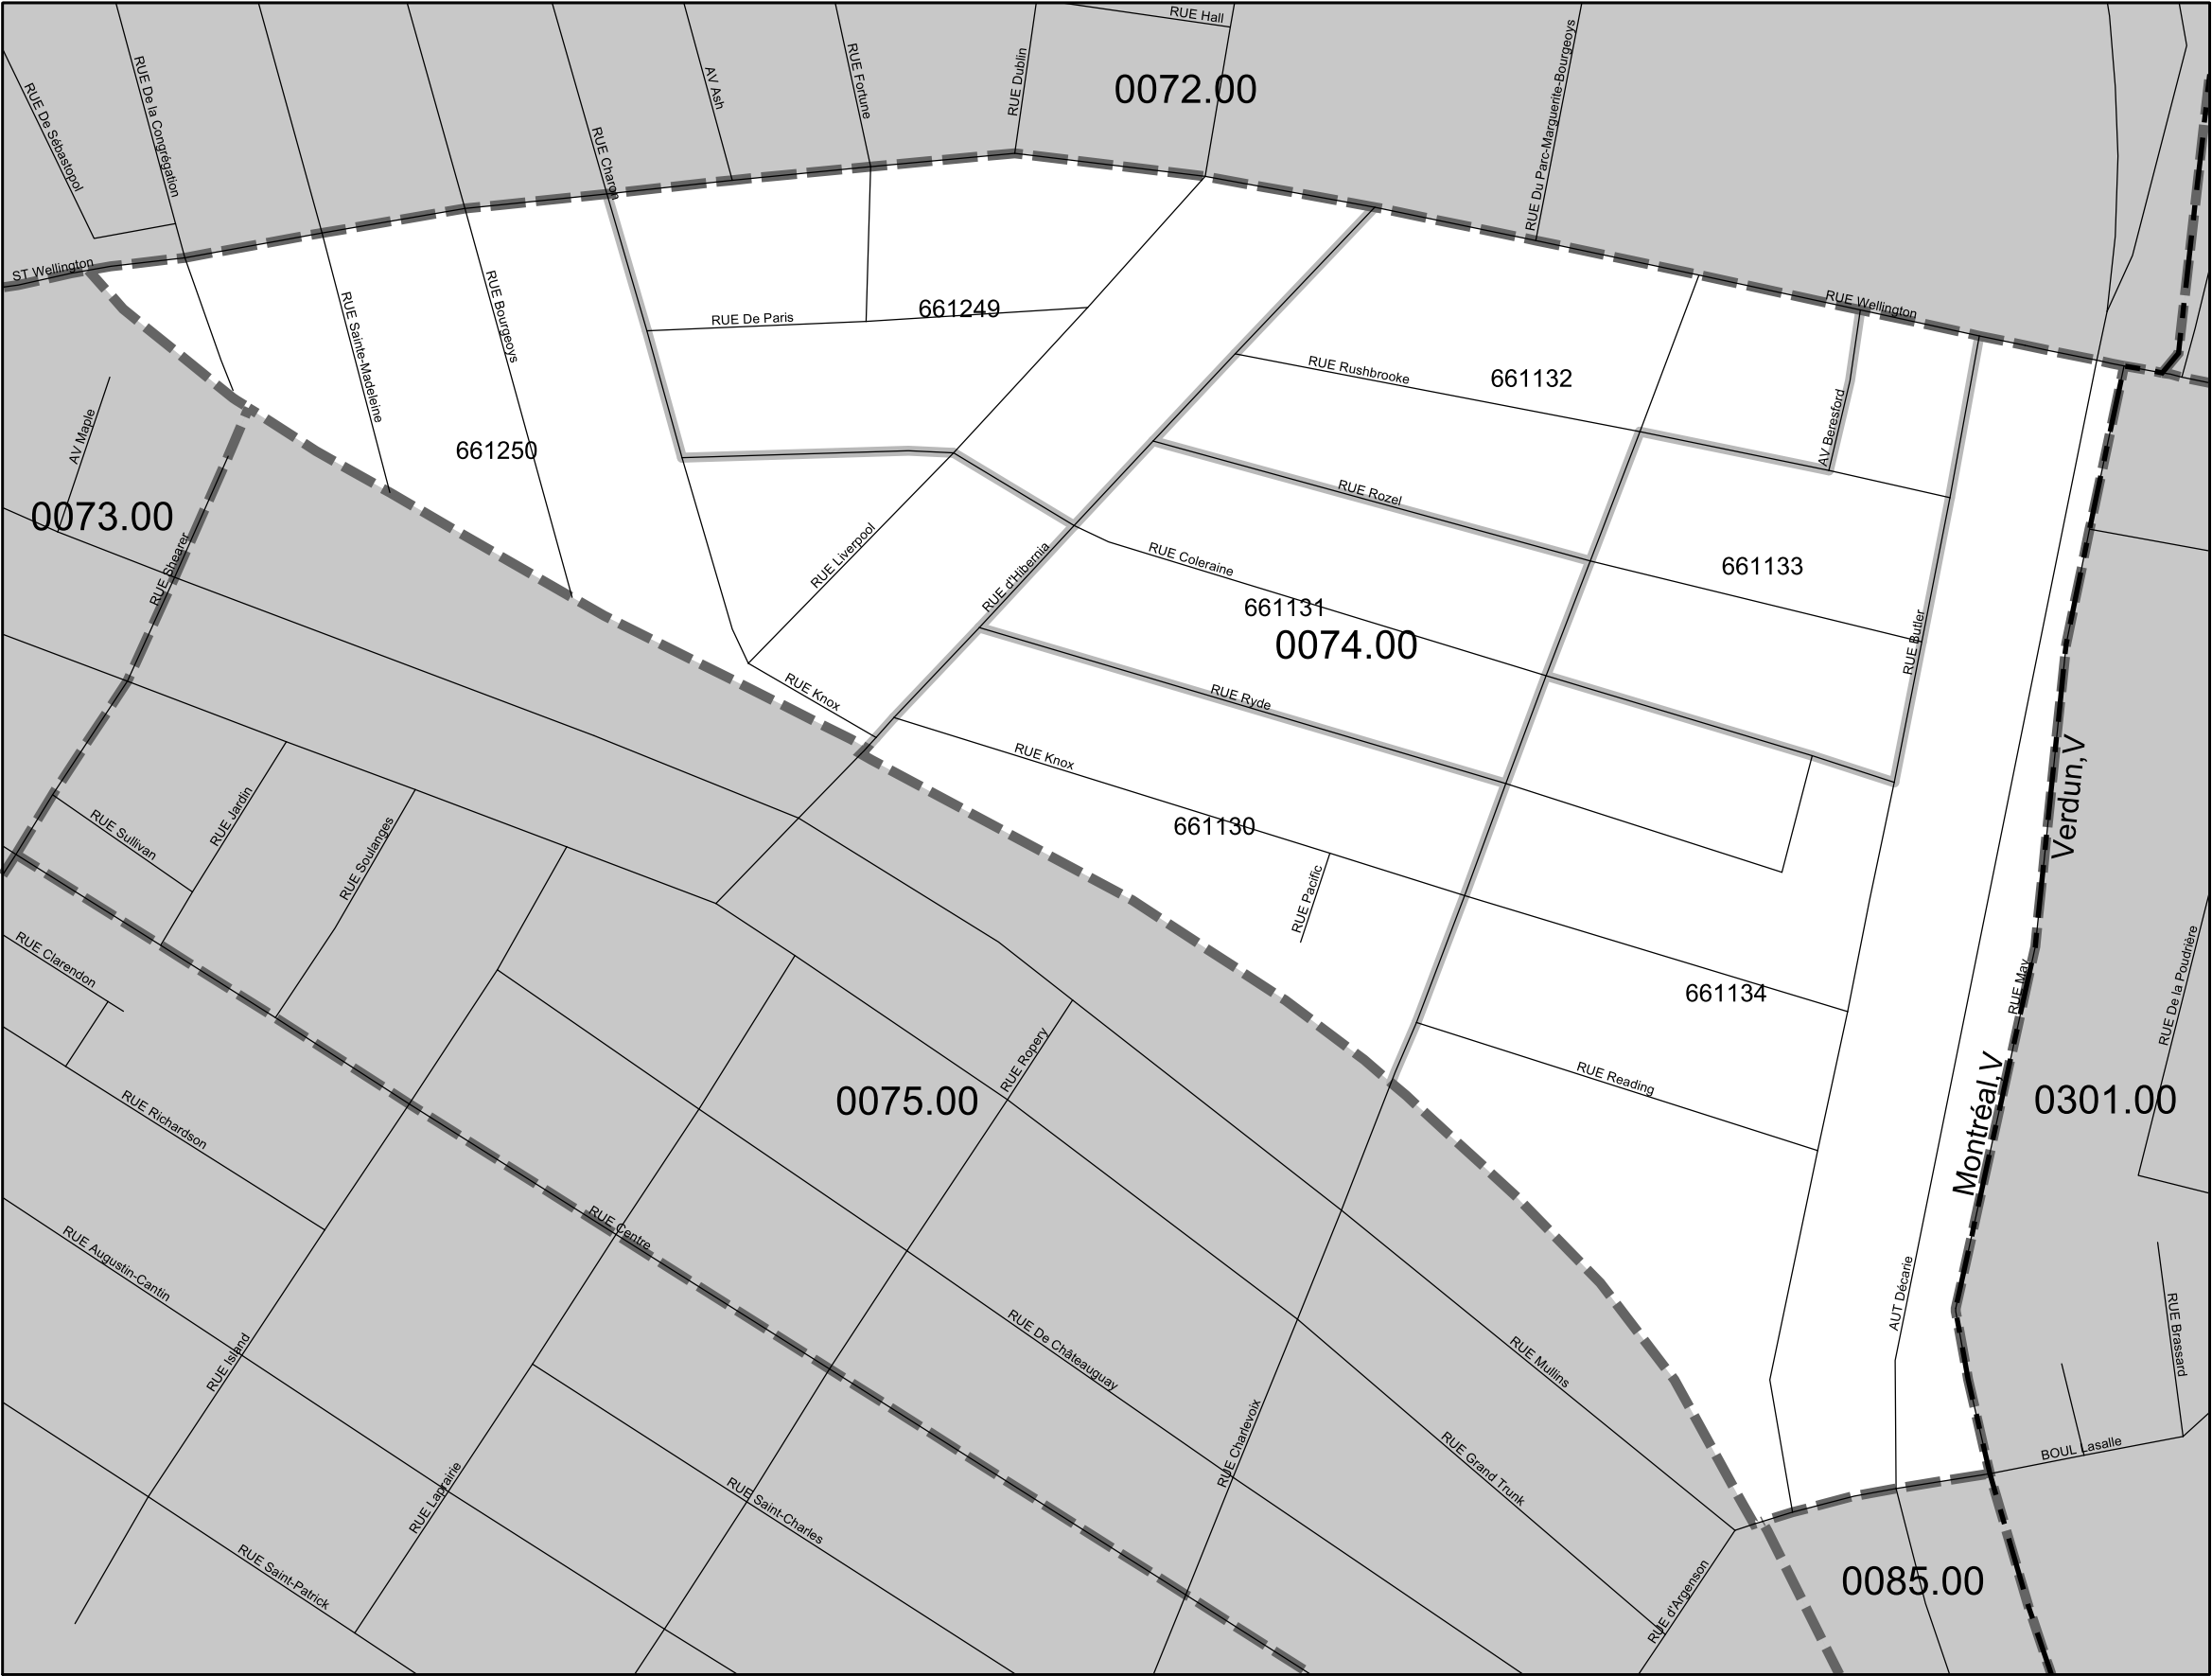 RUE Hall
RUE De Sébastopol
RUE De la Congrégation
AV Ash
RUE Fortune
RUE Dublin
0072.00
RUE Du Parc-Marguerite-Bourgeoys
RUE Charon
ST Wellington
RUE Sainte-Madeleine
RUE Bourgeoys
RUE De Paris
661249
RUE Wellington
RUE Rushbrooke
661132
AV Beresford
AV Maple
661250
0073.00
RUE Shearer
RUE Liverpool
RUE d'Hibernia
RUE Rozel
RUE Coleraine
661133
661131
0074.00
RUE Butler
RUE Knox
RUE Ryde
RUE Knox
Verdun,V
RUE Sullivan
RUE Jardin
RUE Soulanges
661130
RUE Pacific
RUE Clarendon
661134
RUE May
RUE De la Poudrière
RUE Ropery
0075.00
RUE Reading
0301.00
Montréal,V
RUE Richardson
RUE Centre
RUE Augustin-Cantin
RUE Island
AUT Décarie
RUE Brassard
RUE De Châteauguay
RUE Mullins
RUE Charlevoix
RUE Grand Trunk
BOUL Lasalle
RUE Laprairie
RUE Saint-Charles
RUE Saint-Patrick
RUE d'Argenson
0085.00